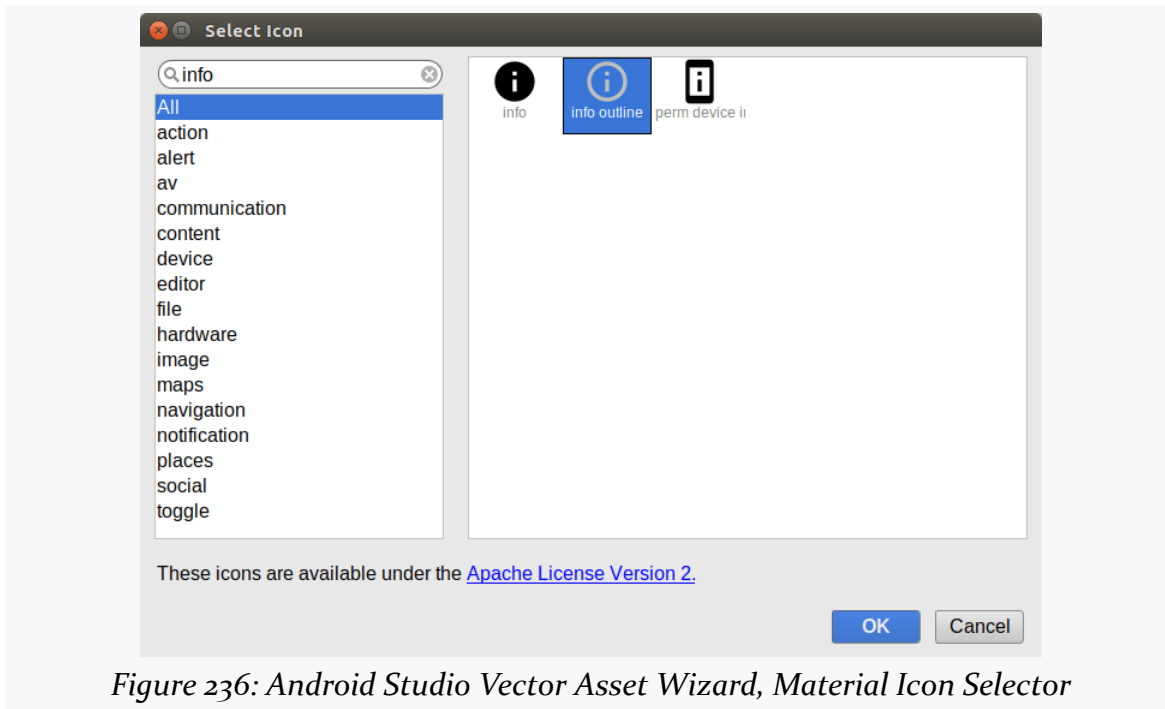 Select Icon
info
All
action
alert
av
communication
content
device
editor
file
hardware
image
maps
navigation
notification
places
social
toggle
info
info outline
perm device
These icons are available under the Apache License Version 2.
OK
Cancel
Figure 236: Android Studio Vector Asset Wizard, Material Icon Selector